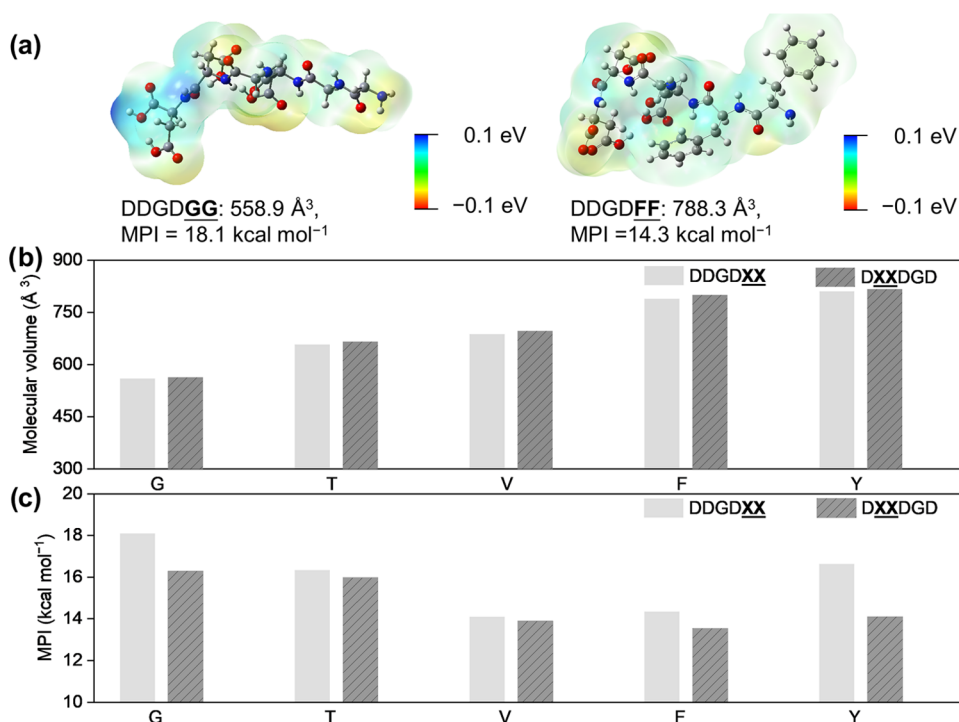 (a)
0.1 eV
−0.1 eV
DDGDGG: 558.9 Å³,
MPI = 18.1 kcal mol⁻¹
0.1 eV
−0.1 eV
DDGDFF: 788.3 Å³,
MPI =14.3 kcal mol⁻¹
(b)
Molecular volume (Å³)
900
750
600
450
300
DDGDXX
DXXDGD
G
T
V
F
Y
(c)
MPI (kcal mol⁻¹)
20
18
16
14
12
10
DDGDXX
DXXDGD
G
T
V
F
Y